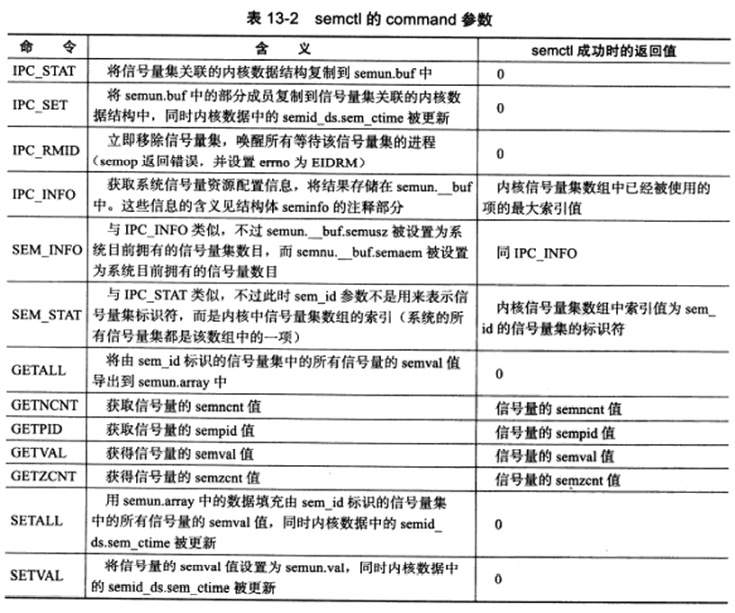 表 13-2 semctl 的 command 参数
命 令 含 义 semctl 成功时的返回值
IPC_STAT 将信号量集关联的内核数据结构复制到 semun.buf 中 0
IPC_SET 将 semun.buf 中的部分成员复制到信号量集关联的内核数
据结构中，同时内核数据中的 semid_ds.sem_ctime 被更新 0
IPC_RMID 立即移除信号量集，唤醒所有等待该信号量集的进程
（semop 返回错误，并设置 errno 为 EIDRM） 0
IPC_INFO 获取系统信号量资源配置信息，将结果存储在 semun.__buf 内核信号量集数组中已经被使用的
中。这些信息的含义见结构体 seminfo 的注释部分 项的最大索引值
与 IPC_INFO 类似，不过 semun.__buf.semusz 被设置为系
SEM_INFO 统目前拥有的信号量集数目，而 semnu.__buf.semaem 被设置 同 IPC_INFO
为系统目前拥有的信号量数目
与 IPC_STAT 类似，不过此时 sem_id 参数不是用来表示信
SEM_STAT 号量集标识符，而是内核中信号量集数组的索引（系统的所 内核信号量集数组中索引值为 sem_
有信号量集都是该数组中的一项） id 的信号量集的标识符
GETALL 将由 sem_id 标识的信号量集中的所有信号量的 semval 值
导出到 semun.array 中 0
GETNCNT 获取信号量的 semncnt 值 信号量的 semncnt 值
GETPID 获取信号量的 sempid 值 信号量的 sempid 值
GETVAL 获得信号量的 semval 值 信号量的 semval 值
GETZCNT 获得信号量的 semzcnt 值 信号量的 semzcnt 值
用 semun.array 中的数据填充由 sem_id 标识的信号量集
SETALL 中的所有信号量的 semval 值，同时内核数据中的 semid_ 0
ds.sem_ctime 被更新
SETVAL 将信号量的 semval 值设置为 semun.val，同时内核数据中
的 semid_ds.sem_ctime 被更新 0